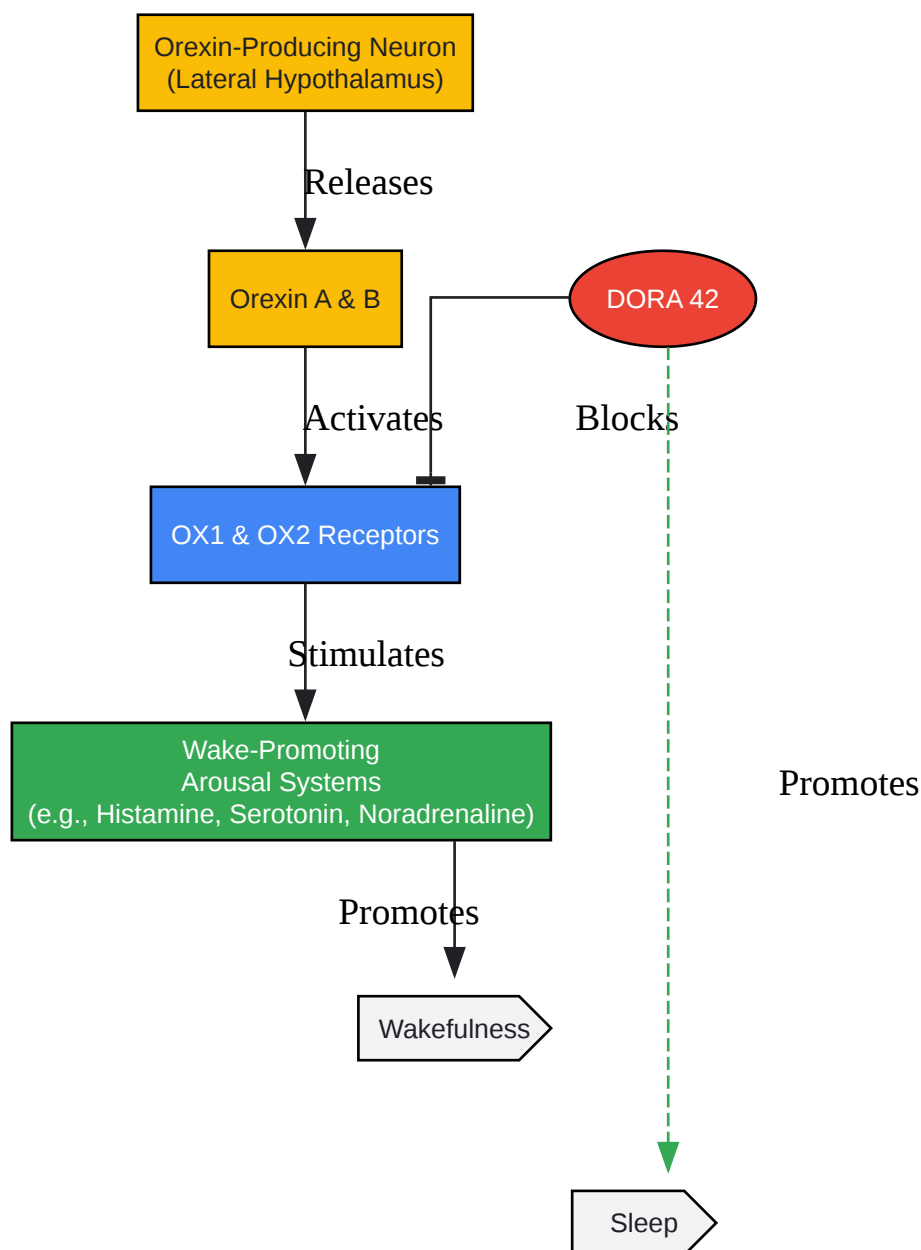 Orexin-Producing Neuron
(Lateral Hypothalamus)
Releases
Orexin A & B
DORA 42
Activates
Blocks
OX1 & OX2 Receptors
Stimulates
Wake-Promoting
Arousal Systems
(e.g., Histamine, Serotonin, Noradrenaline)
Promotes
Promotes
Wakefulness
Sleep